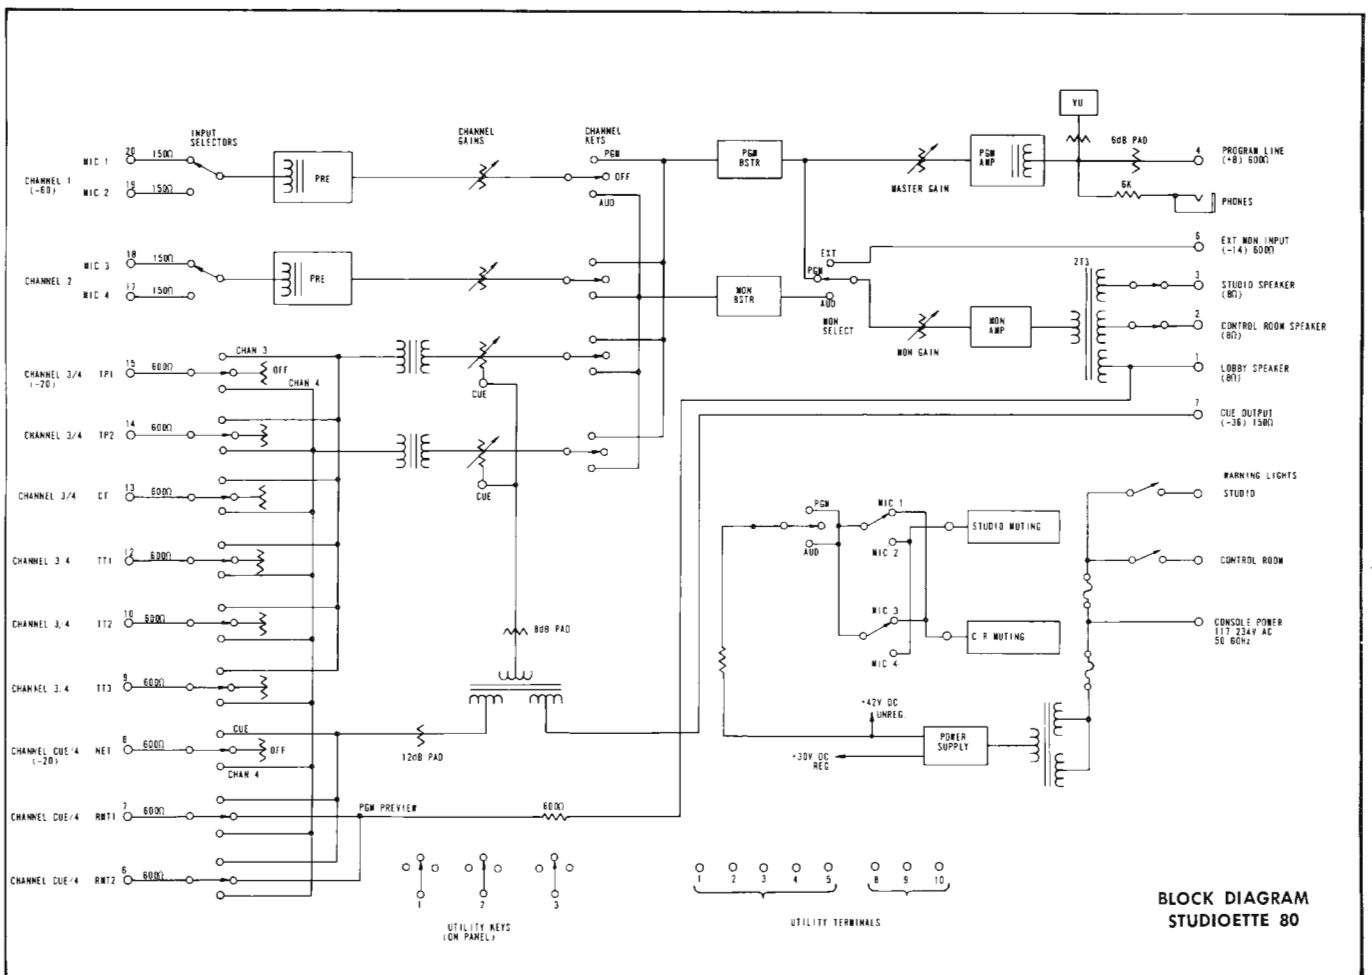 INPUT
SELECTORS
CHANNEL
GAINS
CHANNEL
KEYS
MIC 1
20
150Ω
CHANNEL 1
(-60)
MIC 2
19
150Ω
PRE
PGM
OFF
AUD
PGM
BSTR
MASTER GAIN
PGM
AMP
VU
6dB PAD
4
PROGRAM LINE
(+8) 600Ω
6K
PHONES
MIC 3
18
150Ω
CHANNEL 2
MIC 4
17
150Ω
PRE
MON
BSTR
EXT
PGM
AUD
MON
SELECT
MON GAIN
MON
AMP
2T3
6
EXT MON INPUT
(-14) 600Ω
3
STUDIO SPEAKER
(8Ω)
2
CONTROL ROOM SPEAKER
(8Ω)
1
LOBBY SPEAKER
(8Ω)
7
CUE OUTPUT
(-36) 150Ω
CHANNEL 3/4 TP1
(-20)
15
600Ω
CHAN 3
OFF
CHAN 4
CUE
CHANNEL 3/4 TP2
14
600Ω
CUE
CHANNEL 3/4 CT
13
600Ω
CHANNEL 3 4 TT1
12
600Ω
CHANNEL 3/4 TT2
10
600Ω
CHANNEL 3.4 TT3
9
600Ω
8dB PAD
CHANNEL CUE/4 NET
(-20)
8
600Ω
CUE
OFF
CHAN 4
12dB PAD
CHANNEL CUE/4 RMT1
7
600Ω
PGM PREVIEW
600Ω
CHANNEL CUE/4 RMT2
6
600Ω
PGM
AUD
MIC 1
MIC 2
STUDIO MUTING
MIC 3
MIC 4
C R MUTING
WARNING LIGHTS
STUDIO
CONTROL ROOM
CONSOLE POWER
117 234V AC
50 60Hz
+42V DC
UNREG.
+30V DC
REG
POWER
SUPPLY
1 2 3
UTILITY KEYS
(ON PANEL)
1 2 3 4 5 8 9 10
UTILITY TERMINALS
BLOCK DIAGRAM
STUDIOETTE 80